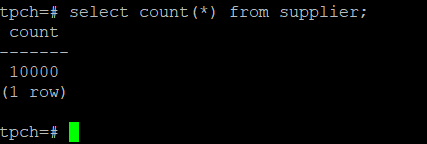 tpch=# select count(*) from supplier;
 count
-------
 10000
(1 row)
tpch=#